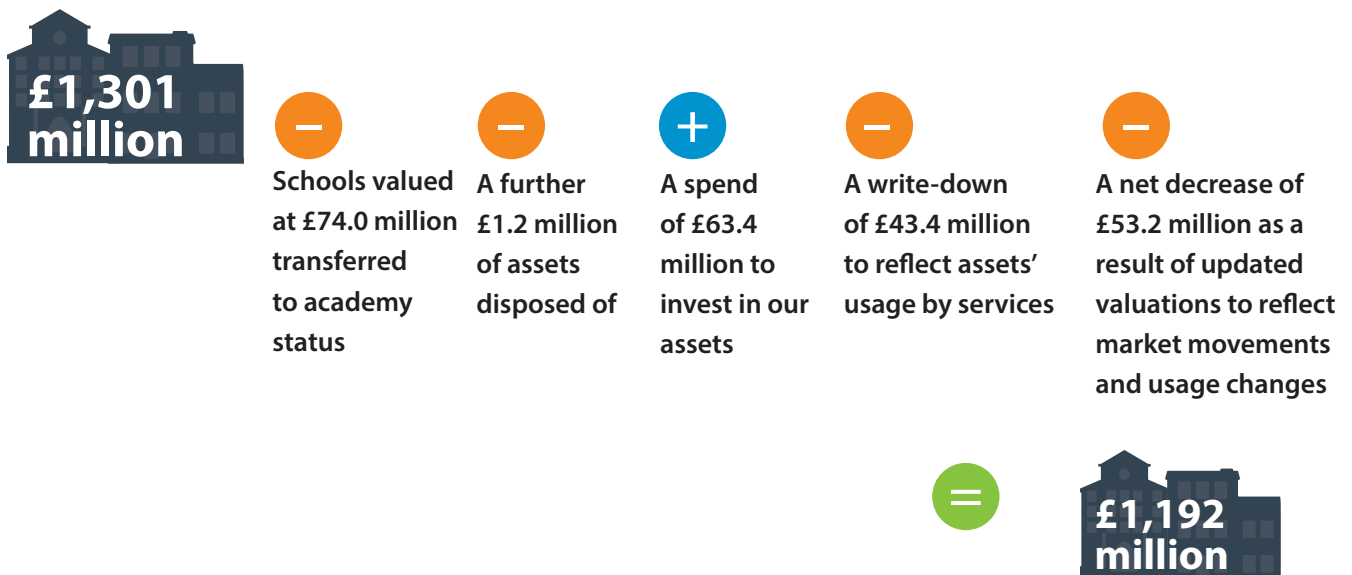 £1,301
million
–
Schools valued
at £74.0 million
transferred
to academy
status
–
A further
£1.2 million
of assets
disposed of
+
A spend
of £63.4
million to
invest in our
assets
–
A write-down
of £43.4 million
to reflect assets’
usage by services
–
A net decrease of
£53.2 million as a
result of updated
valuations to reflect
market movements
and usage changes
=
£1,192
million